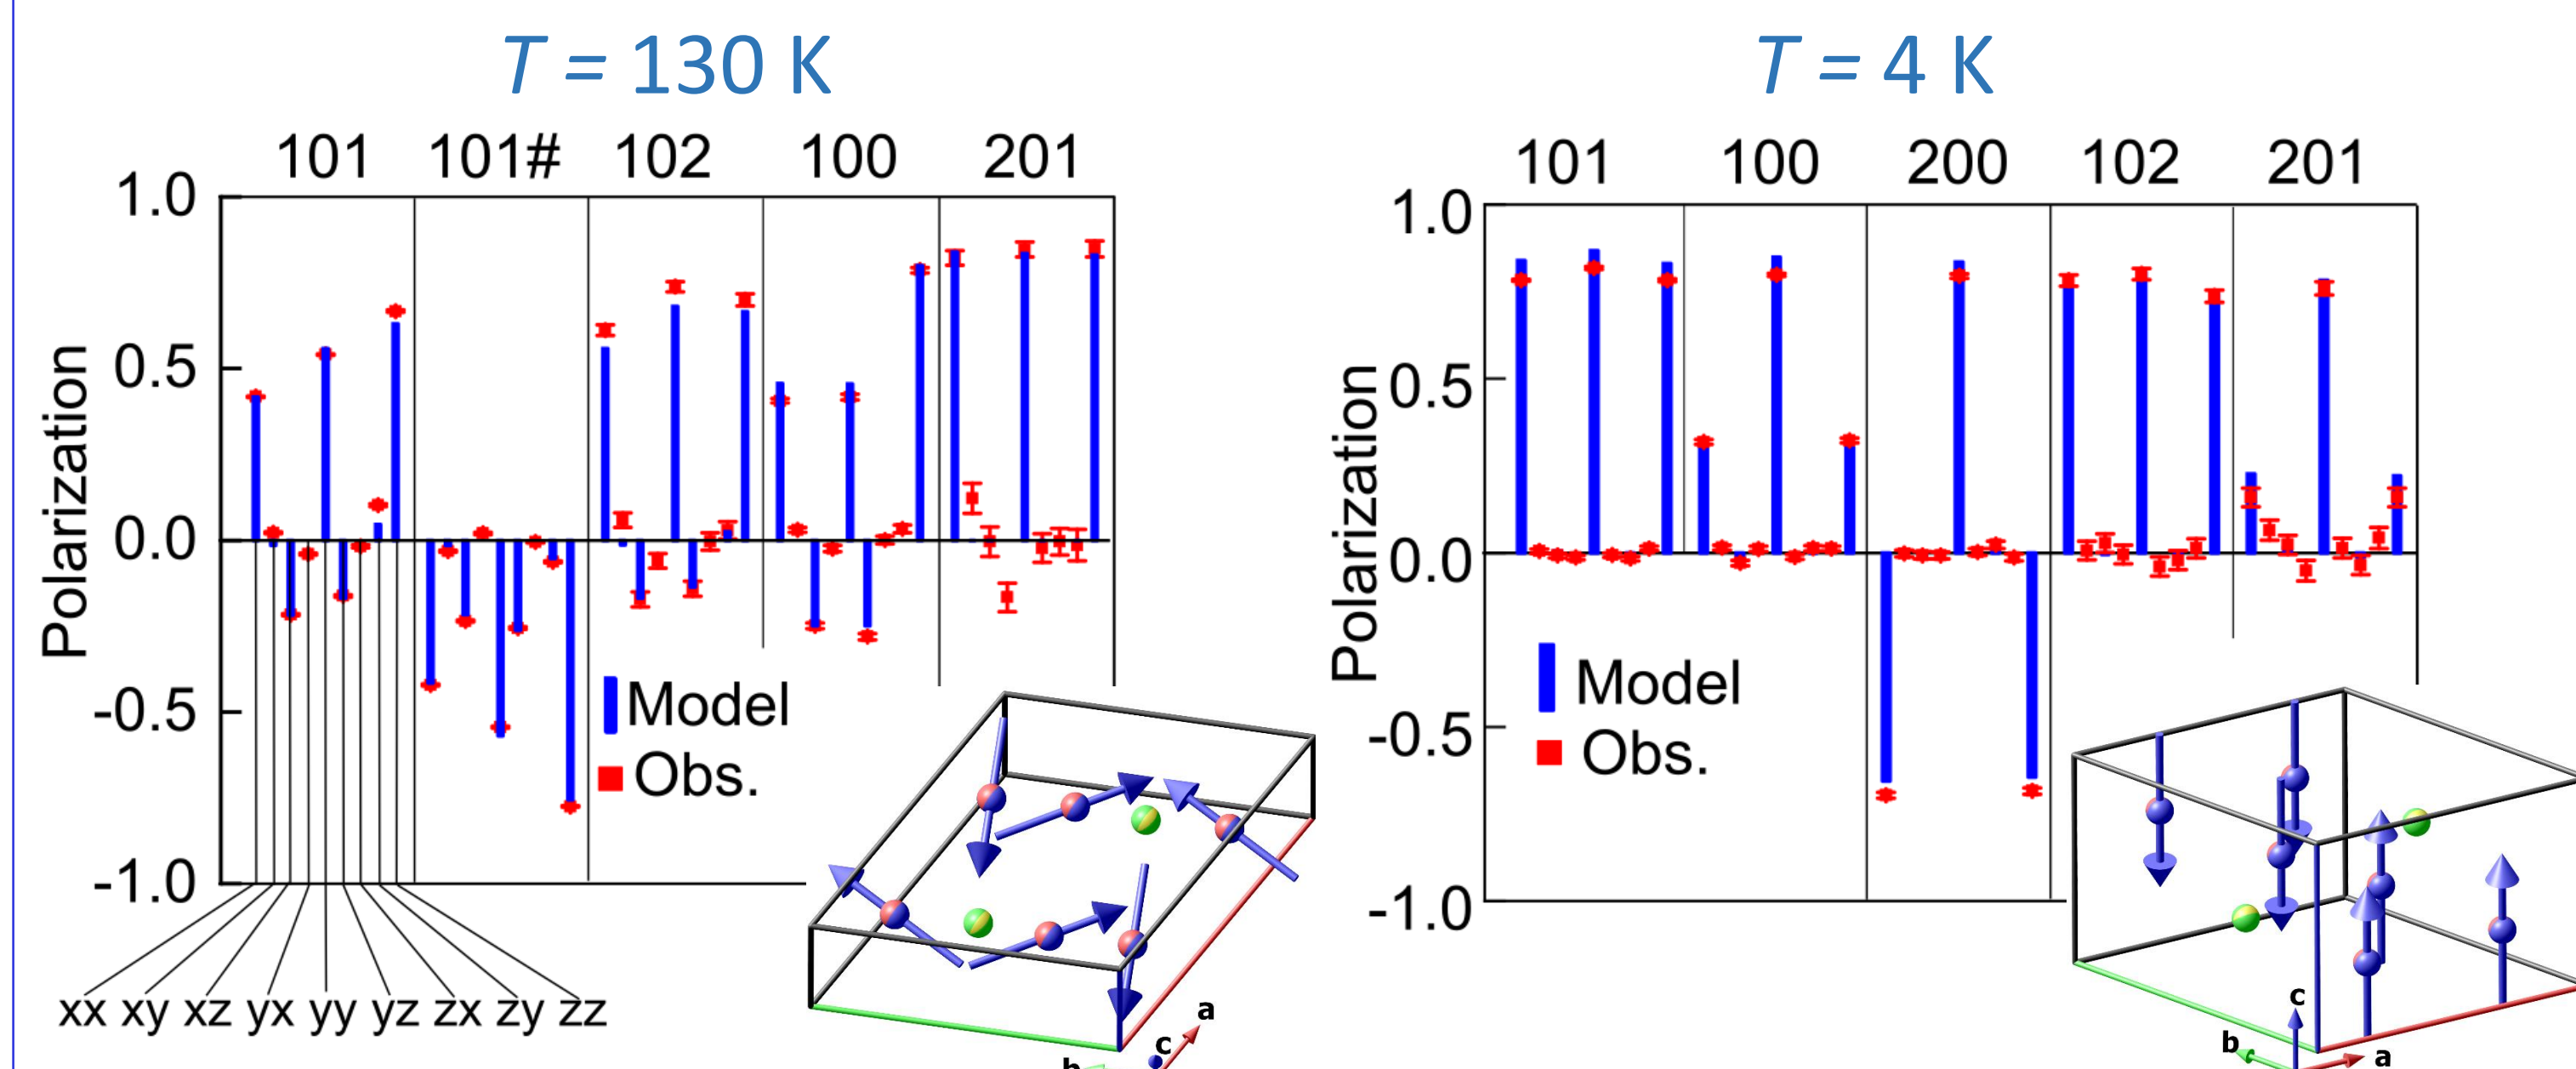 T = 130 K
101 101# 102 100 201
1.0
0.5
0.0
-0.5
-1.0
Polarization
Model
Obs.
xx xy xz yx yy yz zx zy zz
a
c
b
T = 4 K
101 100 200 102 201
1.0
0.5
0.0
-0.5
-1.0
Polarization
Model
Obs.
c
b
a